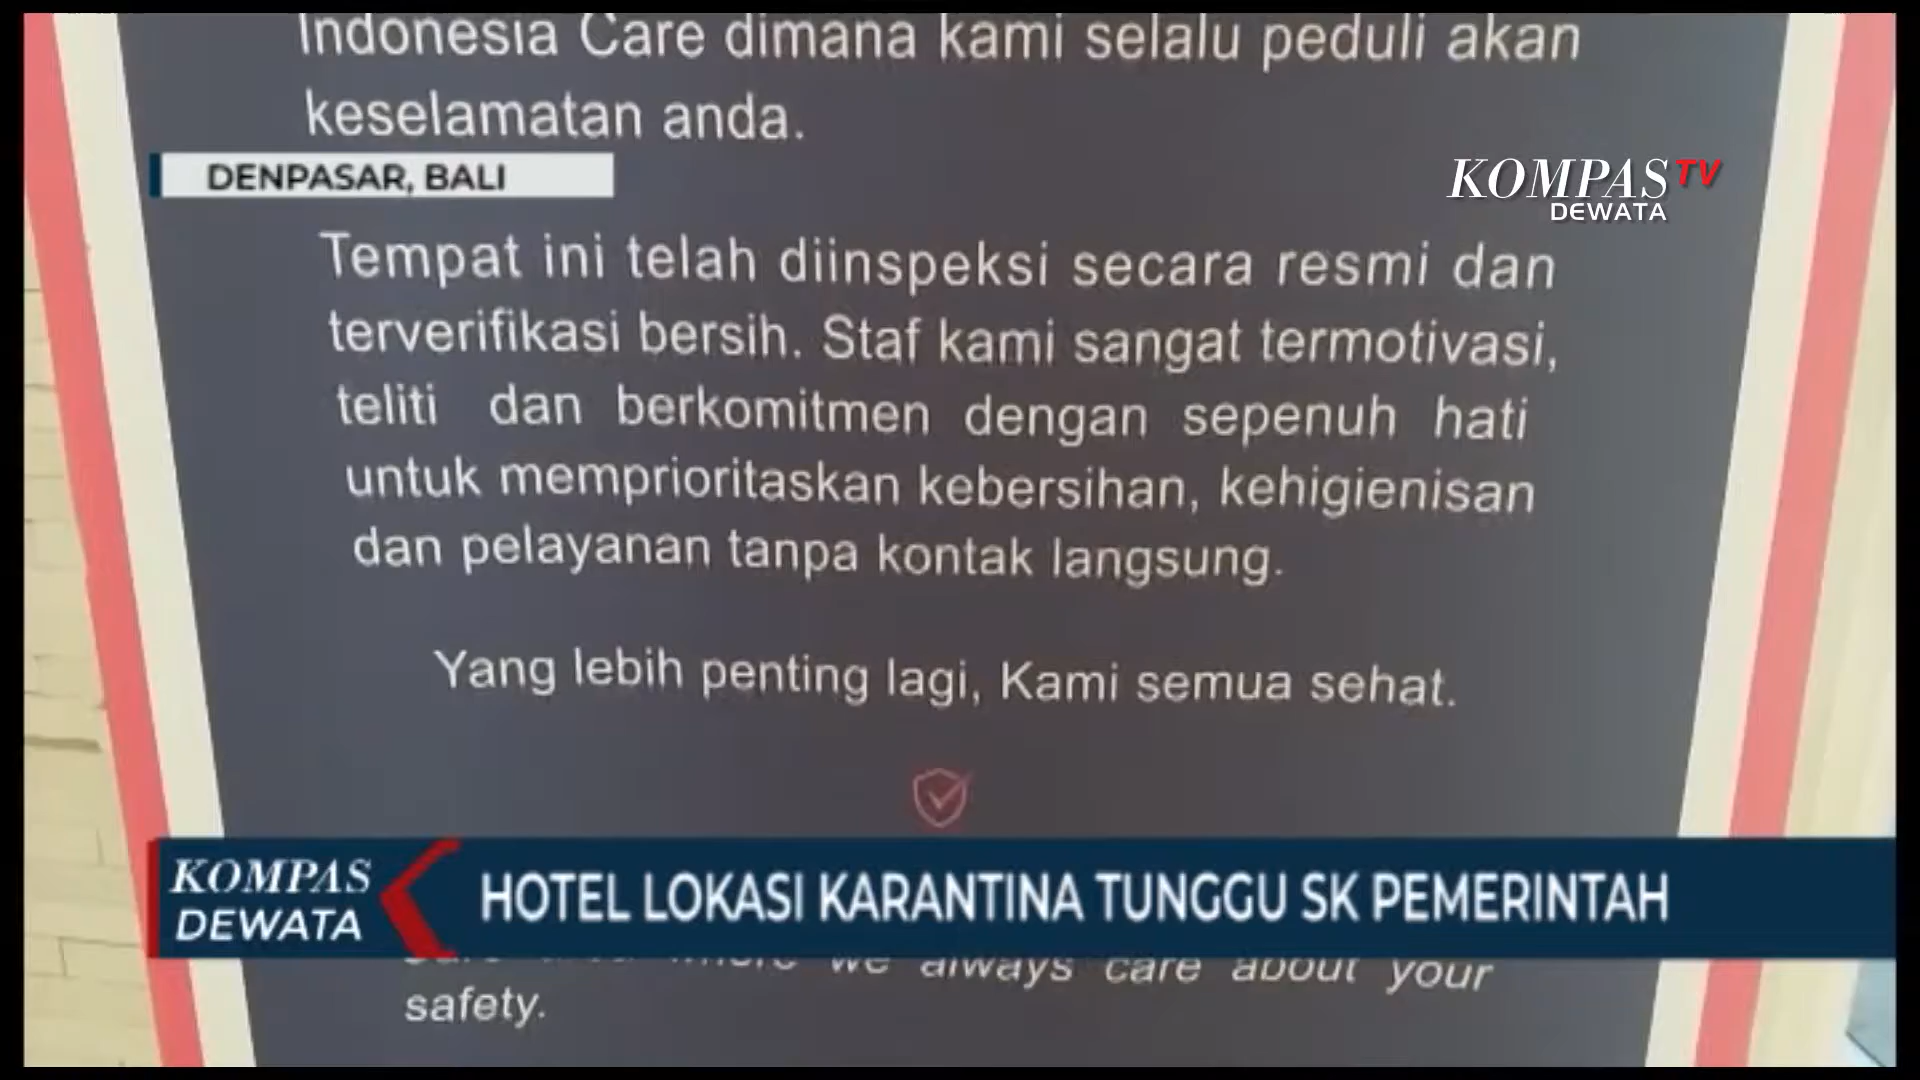 Indonesia Care dimana kami selalu peduli akan
keselamatan anda.
DENPASAR, BALI
KOMPAS TV
DEWATA
Tempat ini telah diinspeksi secara resmi dan
terverifikasi bersih. Staf kami sangat termotivasi,
teliti dan berkomitmen dengan sepenuh hati
untuk memprioritaskan kebersihan, kehigienisan
dan pelayanan tanpa kontak langsung.
Yang lebih penting lagi, Kami semua sehat.
KOMPAS
DEWATA
HOTEL LOKASI KARANTINA TUNGGU SK PEMERINTAH
we always care about your
safety.